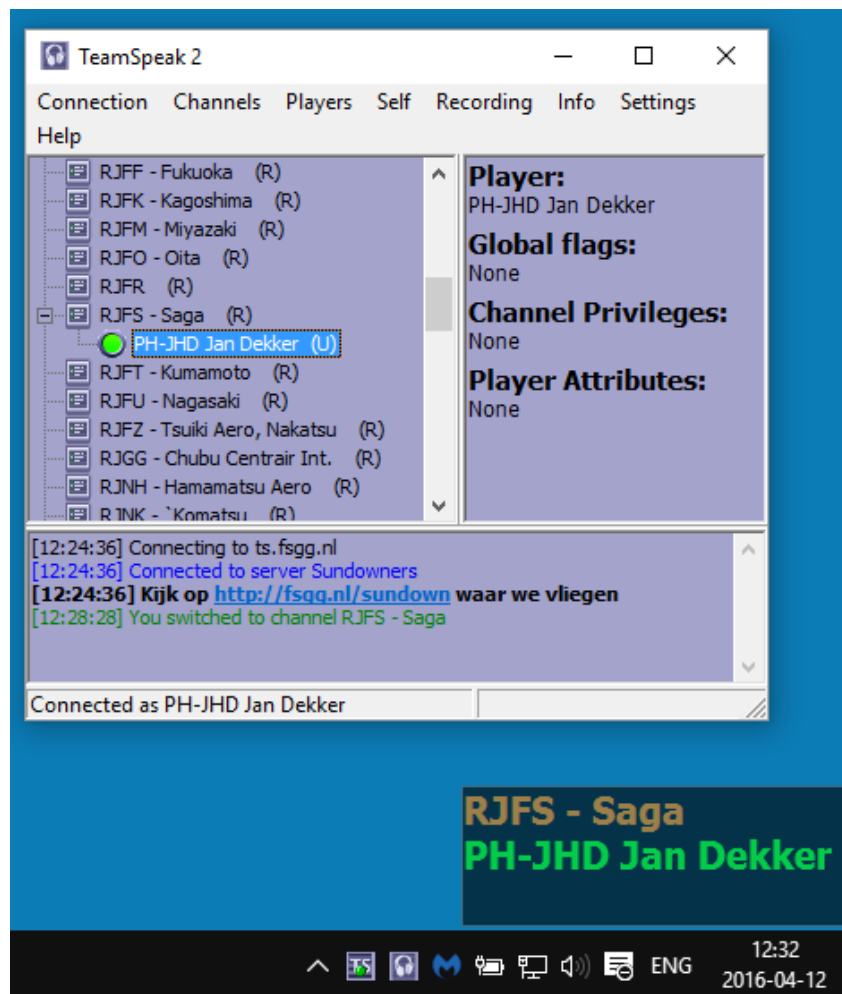 TeamSpeak 2
Connection Channels Players Self Recording Info Settings
Help
RJFF - Fukuoka (R)
RJFK - Kagoshima (R)
RJFM - Miyazaki (R)
RJFO - Oita (R)
RJFR (R)
RJFS - Saga (R)
PH-JHD Jan Dekker (U)
RJFT - Kumamoto (R)
RJFU - Nagasaki (R)
RJFZ - Tsuiki Aero, Nakatsu (R)
RJGG - Chubu Centrair Int. (R)
RJNH - Hamamatsu Aero (R)
RJNK - `Komatsu (R)
Player:
PH-JHD Jan Dekker
Global flags:
None
Channel Privileges:
None
Player Attributes:
None
[12:24:36] Connecting to ts.fsgg.nl
[12:24:36] Connected to server Sundowners
[12:24:36] Kijk op http://fsgg.nl/sundown waar we vliegen
[12:28:28] You switched to channel RJFS - Saga
Connected as PH-JHD Jan Dekker
RJFS - Saga
PH-JHD Jan Dekker
TS
ENG
12:32
2016-04-12